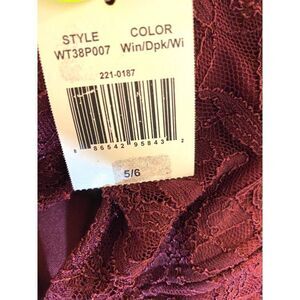 STYLE COLOR
WT38P007 Win/Dpk/Wi
221-0187
8 86542 95843 2
5/6